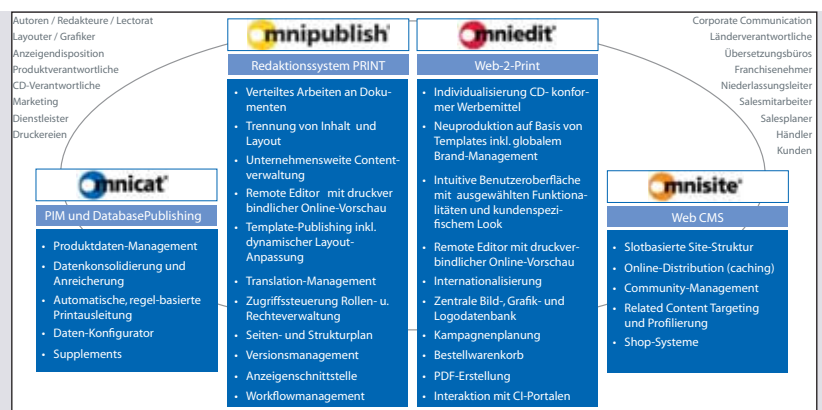 Autoren / Redakteure / Lectorat
Layouter / Grafiker
Anzeigendisposition
Produktverantwortliche
CD-Verantwortliche
Marketing
Dienstleister
Druckereien
Omnicat
PIM und DatabasePublishing
• Produktdaten-Management
• Datenkonsolidierung und
Anreicherung
• Automatische, regel-basierte
Printausleitung
• Daten-Konfigurator
• Supplements
Omnipublish
Redaktionssystem PRINT
• Verteiltes Arbeiten an Doku-
menten
• Trennung von Inhalt und
Layout
• Unternehmensweite Content-
verwaltung
• Remote Editor mit druckver
bindlicher Online-Vorschau
• Template-Publishing inkl.
dynamischer Layout-
Anpassung
• Translation-Management
• Zugriffssteuerung Rollen- u.
Rechteverwaltung
• Seiten- und Strukturplan
• Versionsmanagement
• Anzeigenschnittstelle
• Workflowmanagement
Omniedit
Web-2-Print
• Individualisierung CD- konfor-
mer Werbemittel
• Neuproduktion auf Basis von
Templates inkl. globalem
Brand-Management
• Intuitive Benutzeroberfläche
mit ausgewählten Funktiona-
litäten und kundenspezi-
fischem Look
• Remote Editor mit druckver-
bindlicher Online-Vorschau
• Internationalisierung
• Zentrale Bild-, Grafik- und
Logodatenbank
• Kampagnenplanung
• Bestellwarenkorb
• PDF-Erstellung
• Interaktion mit CI-Portalen
Corporate Communication
Länderverantwortliche
Übersetzungsbüros
Franchisenehmer
Niederlassungsleiter
Salesmitarbeiter
Salesplaner
Händler
Kunden
Omnisite
Web CMS
• Slotbasierte Site-Struktur
• Online-Distribution (caching)
• Community-Management
• Related Content Targeting
und Profilierung
• Shop-Systeme